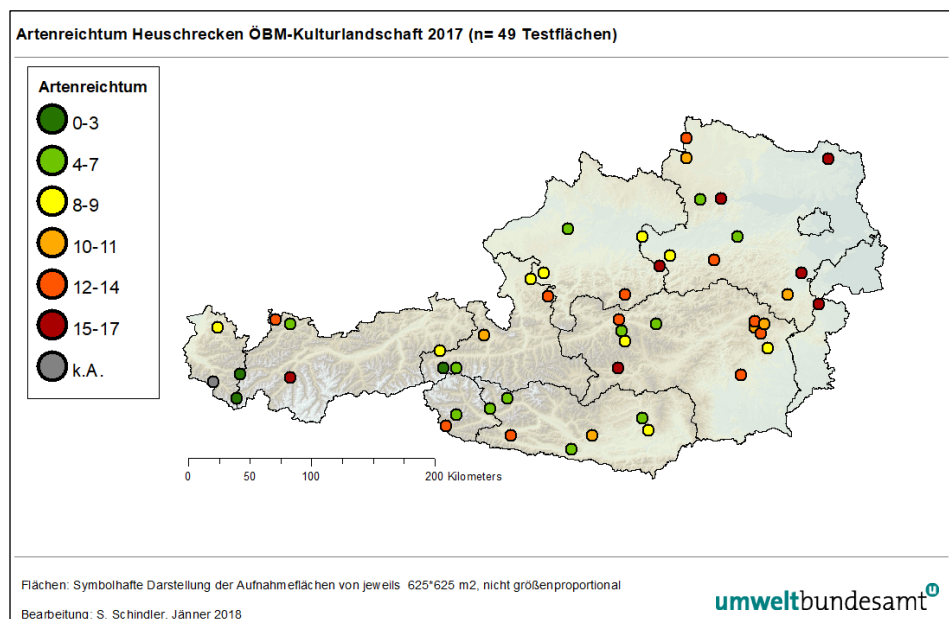 Artenreichtum Heuschrecken ÖBM-Kulturlandschaft 2017 (n= 49 Testflächen)
Artenreichtum
0-3
4-7
8-9
10-11
12-14
15-17
k.A.
0 50 100 200 Kilometers
Flächen: Symbolhafte Darstellung der Aufnahmeflächen von jeweils 625*625 m2, nicht größenproportional
Bearbeitung: S. Schindler, Jänner 2018
umweltbundesamt u